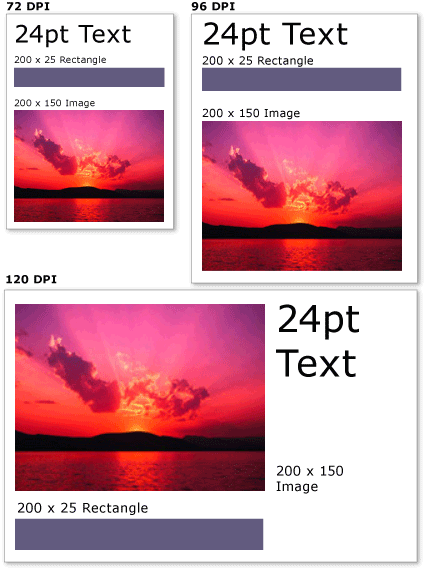 72 DPI
24pt Text
200 x 25 Rectangle
200 x 150 Image
96 DPI
24pt Text
200 x 25 Rectangle
200 x 150 Image
120 DPI
24pt
Text
200 x 150
Image
200 x 25 Rectangle